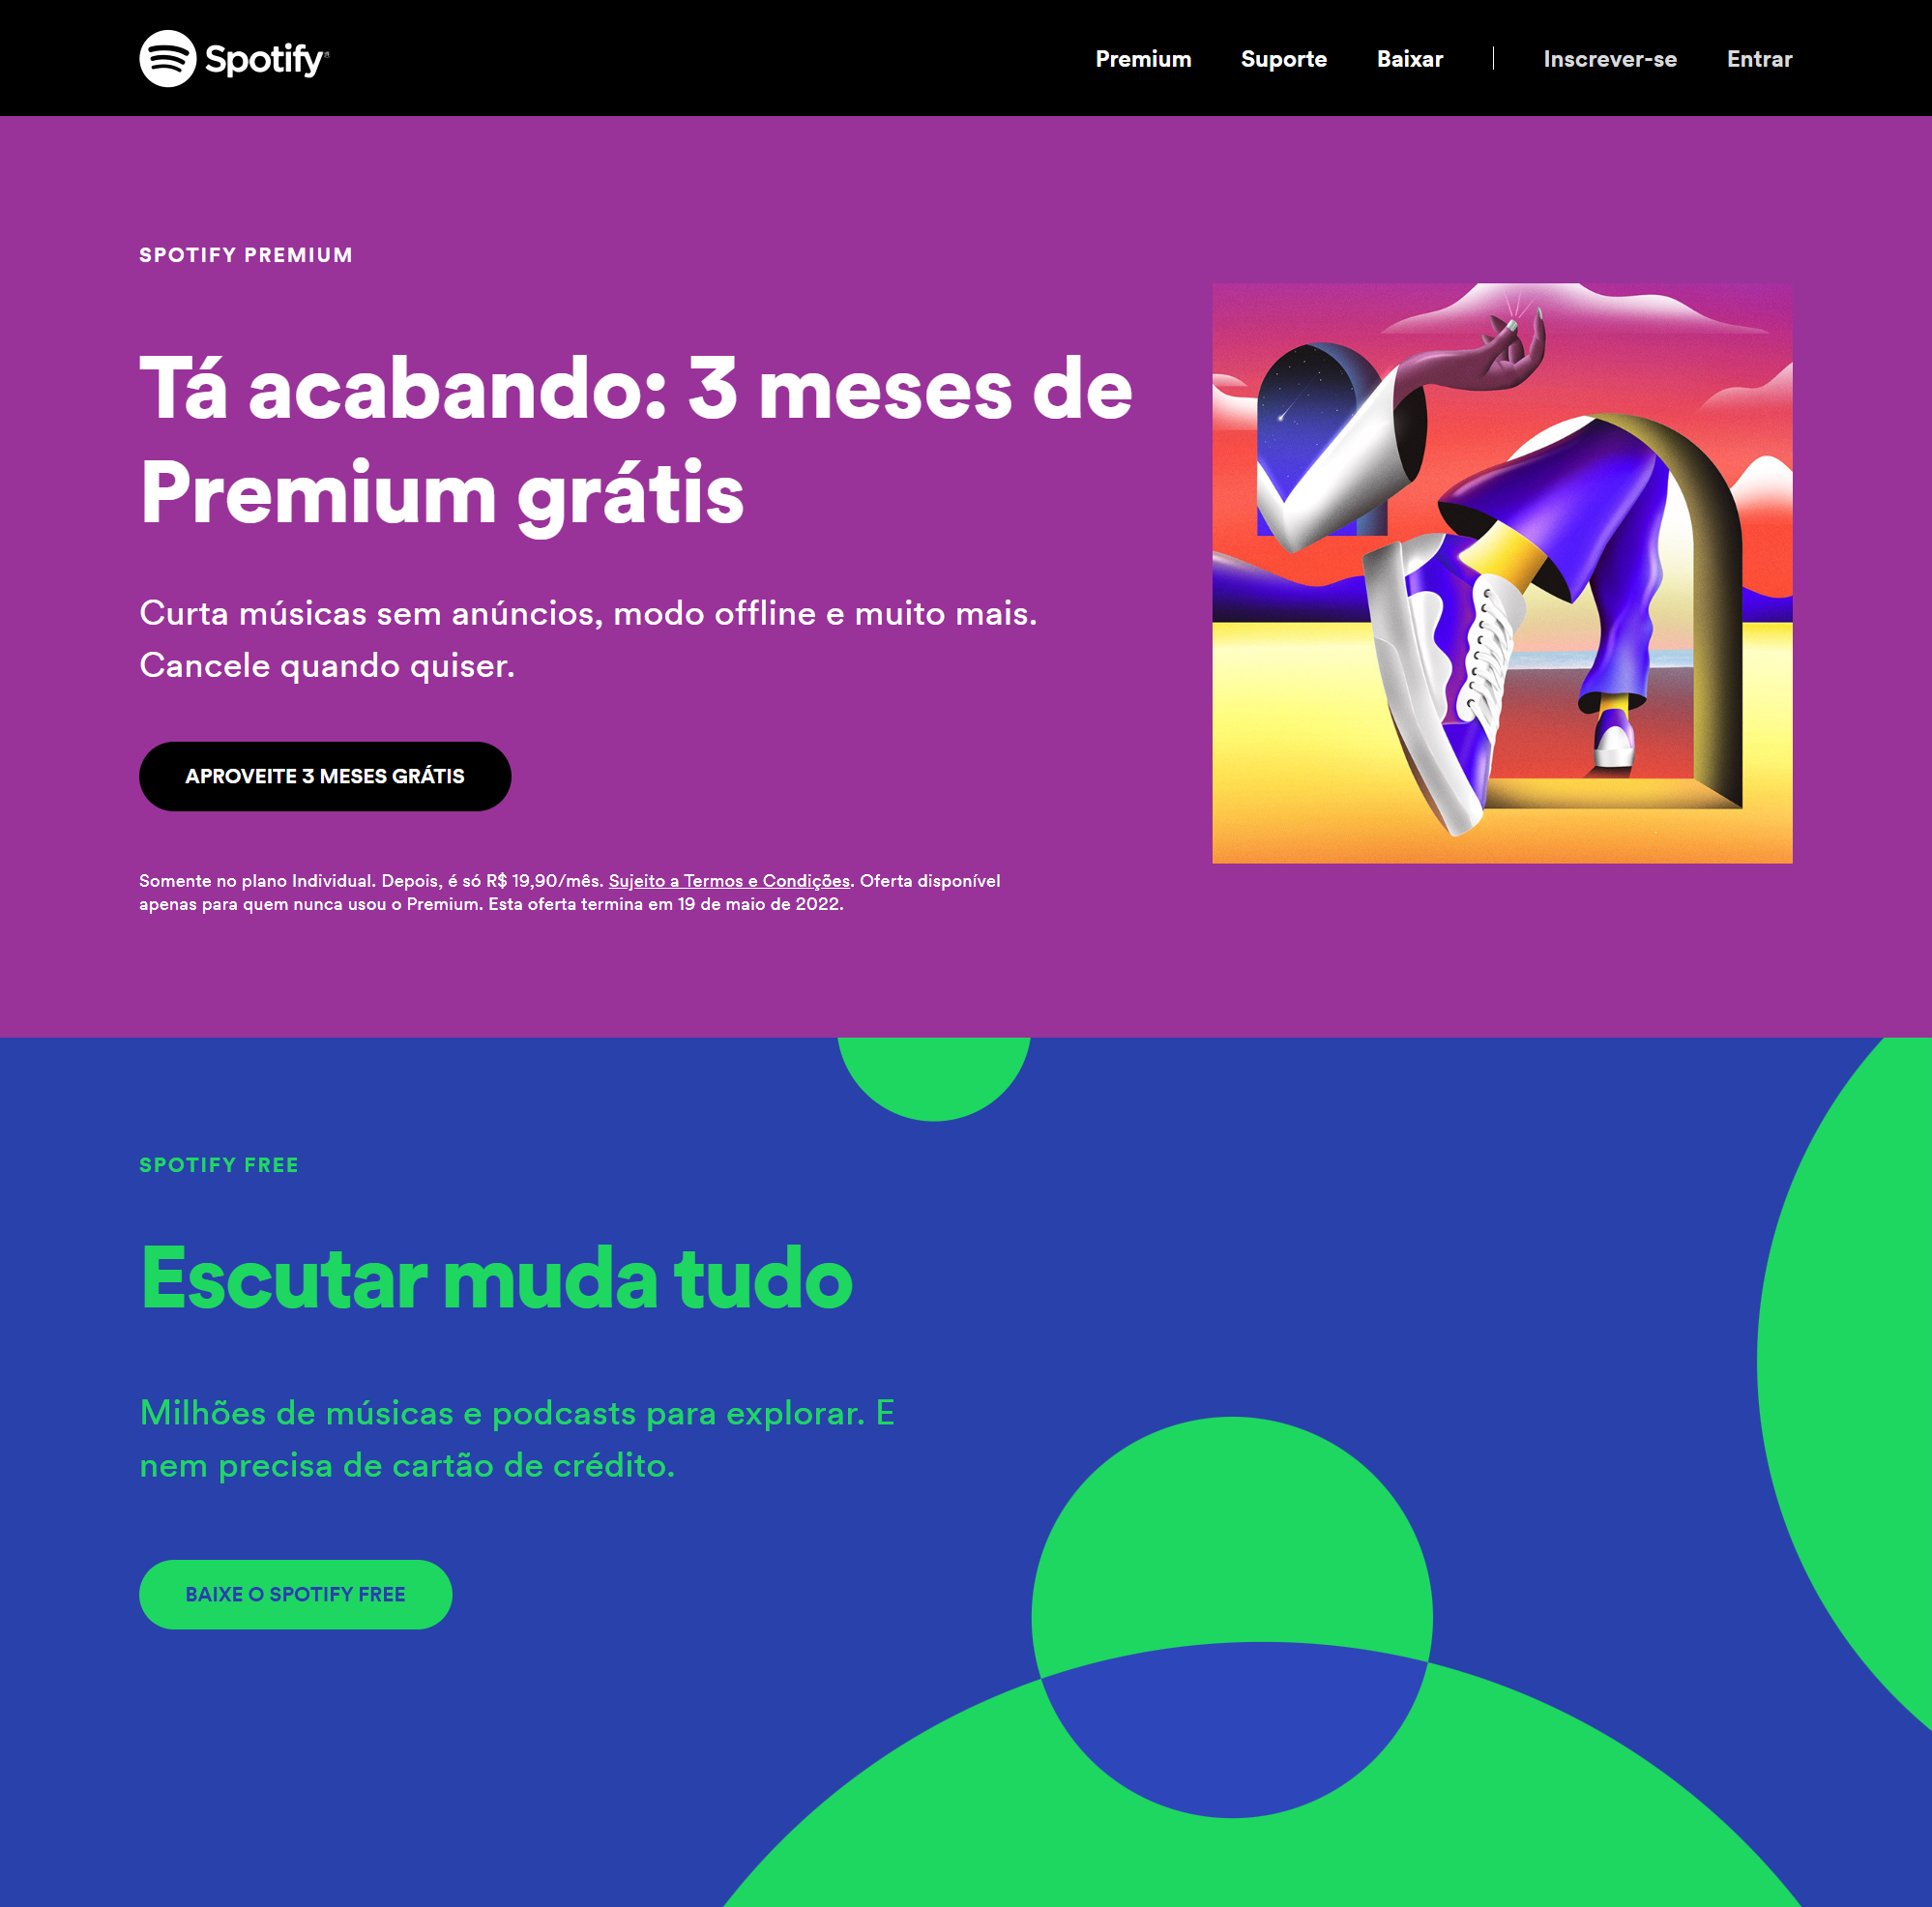 Spotify®
Premium Suporte Baixar Inscrever-se Entrar
SPOTIFY PREMIUM
Tá acabando: 3 meses de
Premium grátis
Curta músicas sem anúncios, modo offline e muito mais.
Cancele quando quiser.
APROVEITE 3 MESES GRÁTIS
Somente no plano Individual. Depois, é só R$ 19,90/mês. Sujeito a Termos e Condições. Oferta disponível
apenas para quem nunca usou o Premium. Esta oferta termina em 19 de maio de 2022.
SPOTIFY FREE
Escutar muda tudo
Milhões de músicas e podcasts para explorar. E
nem precisa de cartão de crédito.
BAIXE O SPOTIFY FREE